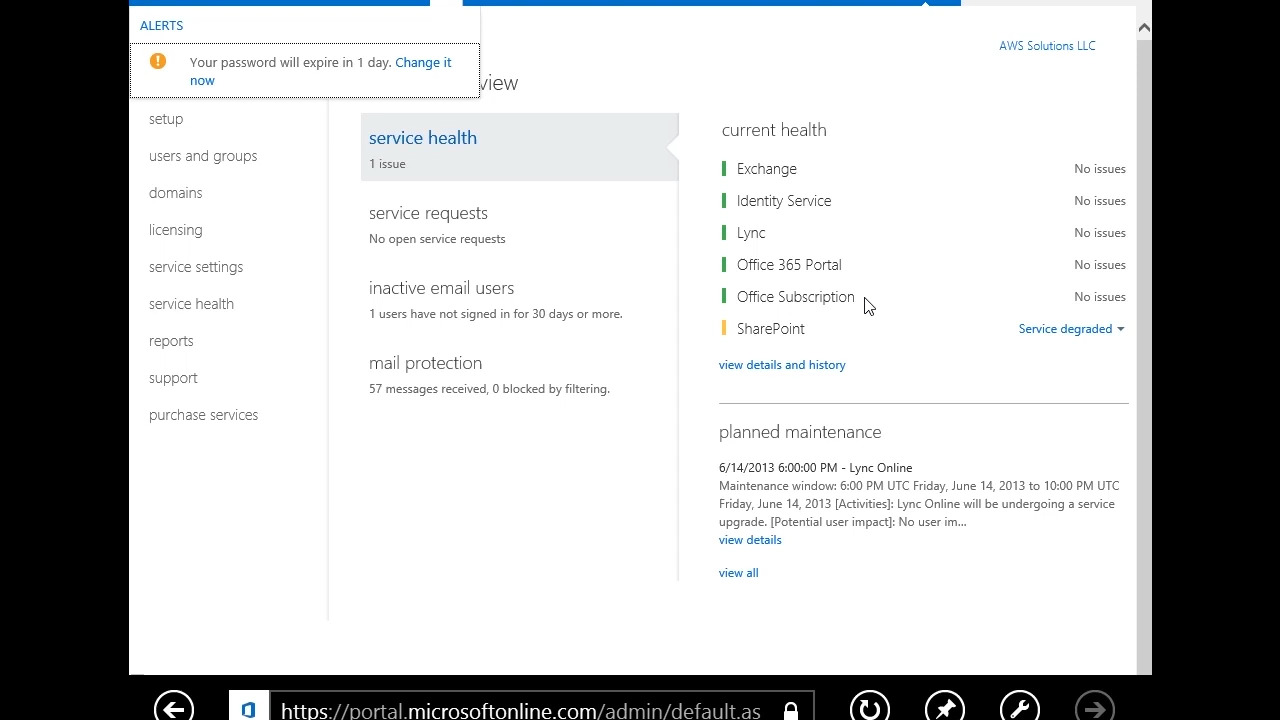 ALERTS
Your password will expire in 1 day. Change it
now
view
AWS Solutions LLC
setup
users and groups
domains
licensing
service settings
service health
reports
support
purchase services
service health
1 issue
service requests
No open service requests
inactive email users
1 users have not signed in for 30 days or more.
mail protection
57 messages received, 0 blocked by filtering.
current health
Exchange No issues
Identity Service No issues
Lync No issues
Office 365 Portal No issues
Office Subscription No issues
SharePoint Service degraded
view details and history
planned maintenance
6/14/2013 6:00:00 PM - Lync Online
Maintenance window: 6:00 PM UTC Friday, June 14, 2013 to 10:00 PM UTC
Friday, June 14, 2013 [Activities]: Lync Online will be undergoing a service
upgrade. [Potential user impact]: No user im...
view details
view all
https://portal.microsoftonline.com/admin/default.as